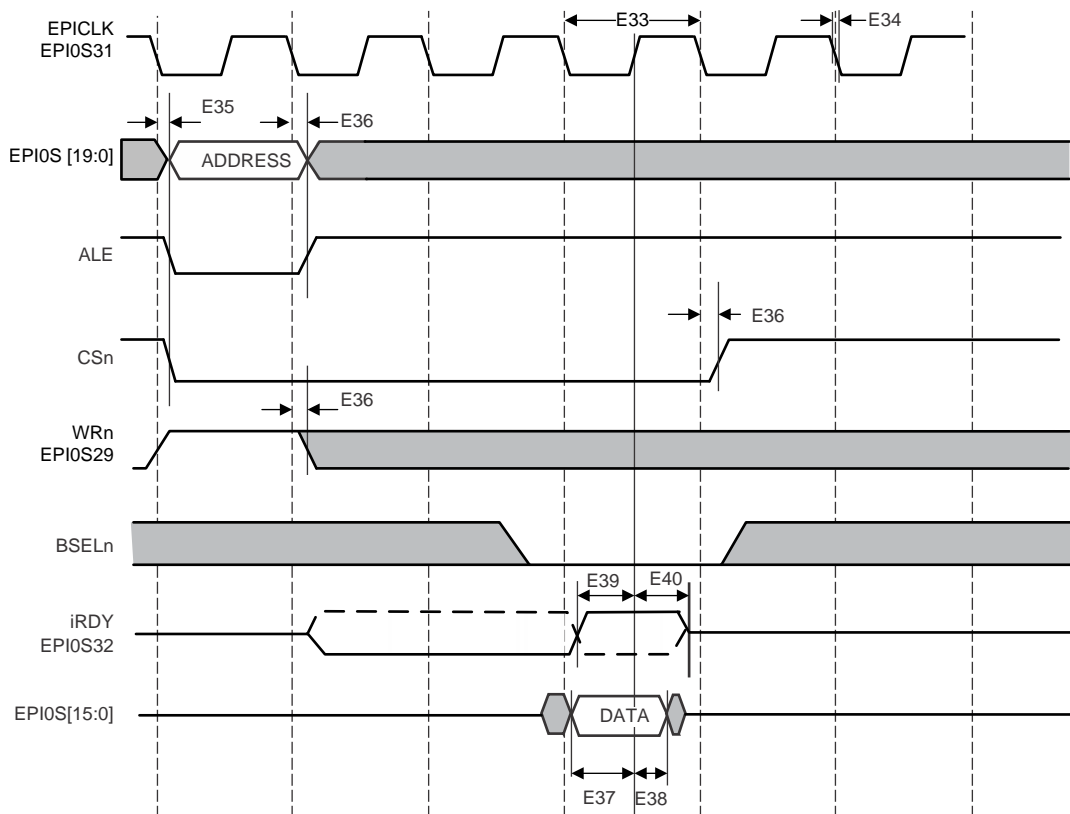 EPICLK
EPI0S31
E33
E34
E35
E36
EPI0S [19:0]
ADDRESS
ALE
E36
CSn
E36
WRn
EPI0S29
BSELn
E39
E40
iRDY
EPI0S32
EPI0S[15:0]
DATA
E37
E38